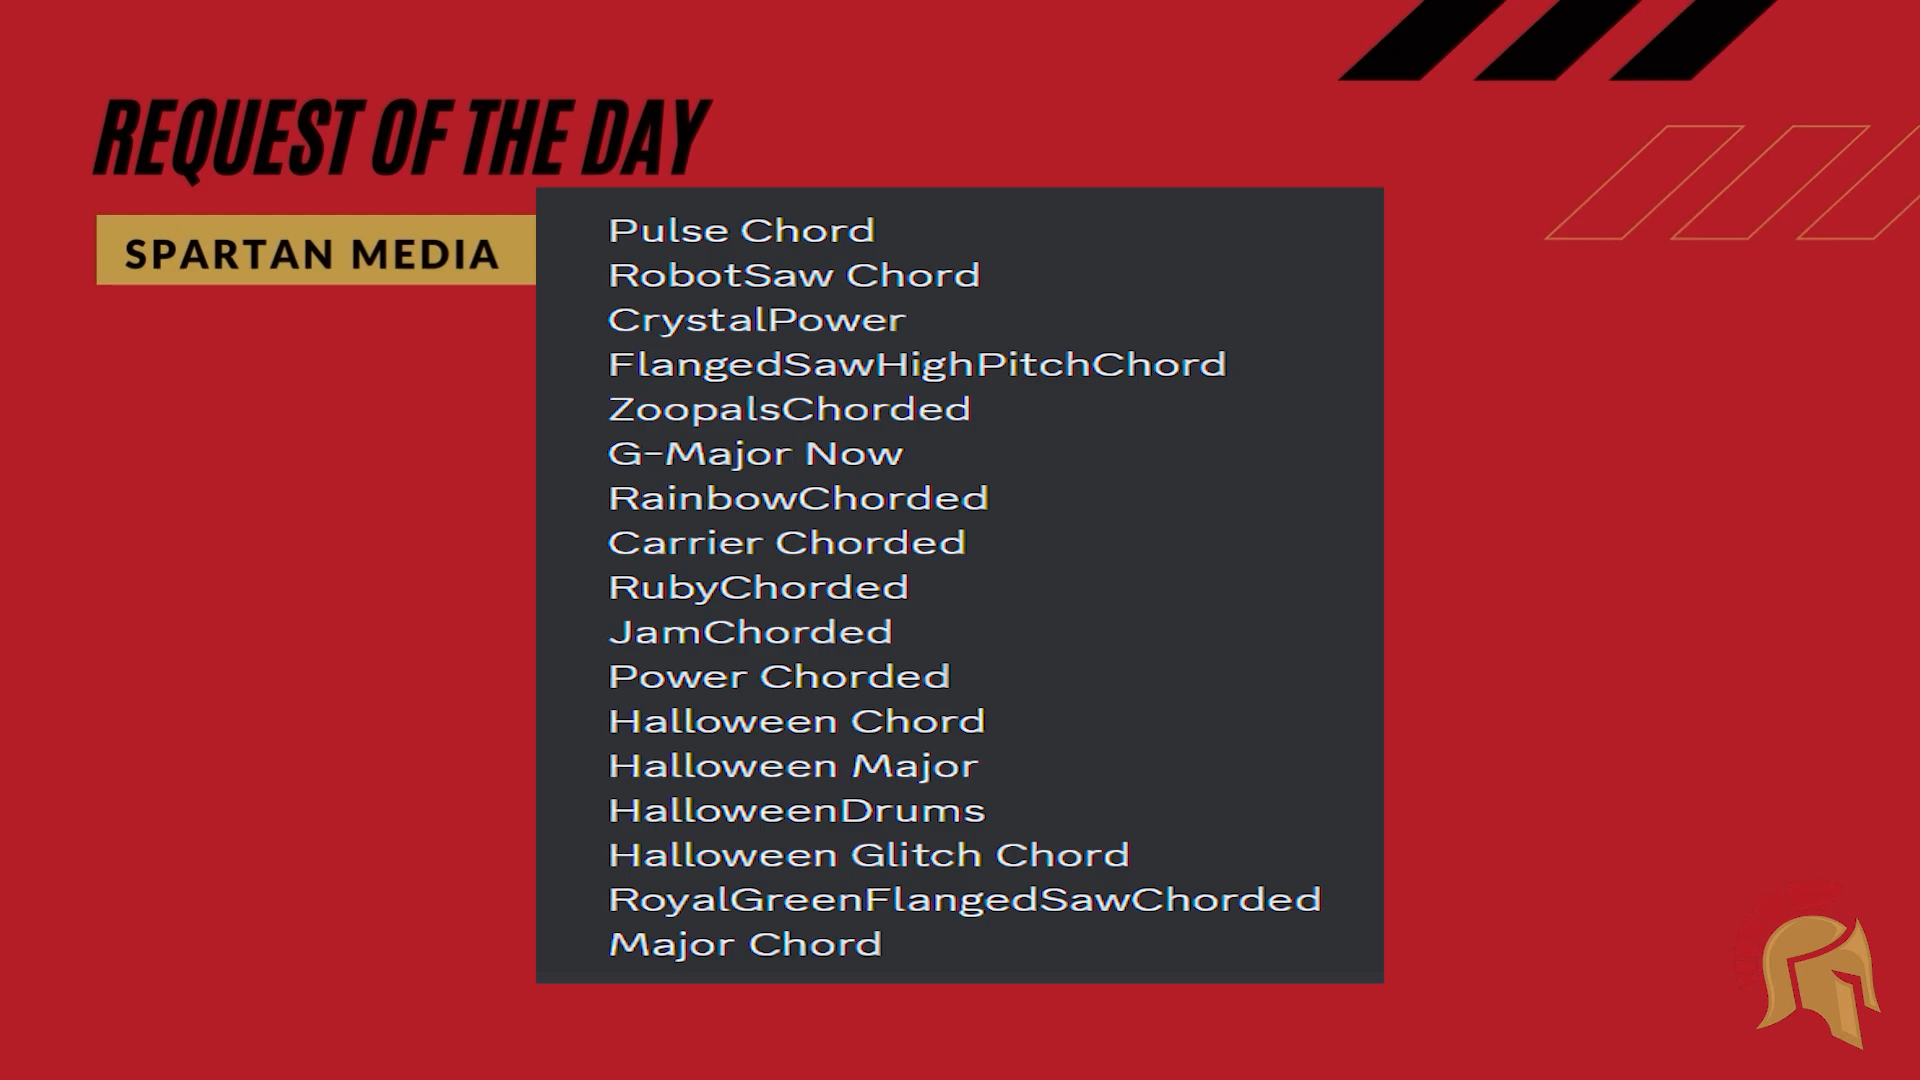 REQUEST OF THE DAY
SPARTAN MEDIA
Pulse Chord
RobotSaw Chord
CrystalPower
FlangedSawHighPitchChord
ZoopalsChorded
G-Major Now
RainbowChorded
Carrier Chorded
RubyChorded
JamChorded
Power Chorded
Halloween Chord
Halloween Major
HalloweenDrums
Halloween Glitch Chord
RoyalGreenFlangedSawChorded
Major Chord